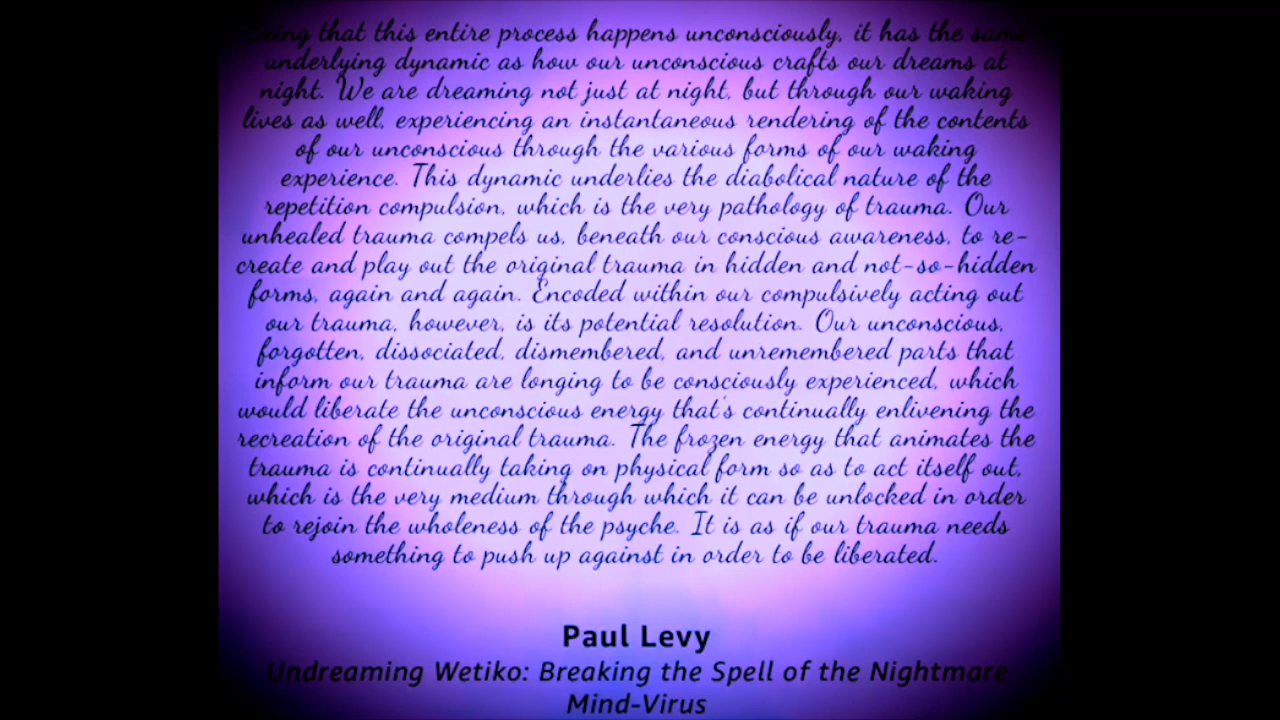 Being that this entire process happens unconsciously, it has the same
underlying dynamic as how our unconscious crafts our dreams at
night. We are dreaming not just at night, but through our waking
lives as well, experiencing an instantaneous rendering of the contents
of our unconscious through the various forms of our waking
experience. This dynamic underlies the diabolical nature of the
repetition compulsion, which is the very pathology of trauma. Our
unhealed trauma compels us, beneath our conscious awareness, to re-
create and play out the original trauma in hidden and not-so-hidden
forms, again and again. Encoded within our compulsively acting out
our trauma, however, is its potential resolution. Our unconscious,
forgotten, dissociated, dismembered, and unremembered parts that
inform our trauma are longing to be consciously experienced, which
would liberate the unconscious energy that's continually enlivening the
recreation of the original trauma. The frozen energy that animates the
trauma is continually taking on physical form so as to act itself out,
which is the very medium through which it can be unlocked in order
to rejoin the wholeness of the psyche. It is as if our trauma needs
something to push up against in order to be liberated.
Paul Levy
Undreaming Wetiko: Breaking the Spell of the Nightmare
Mind-Virus